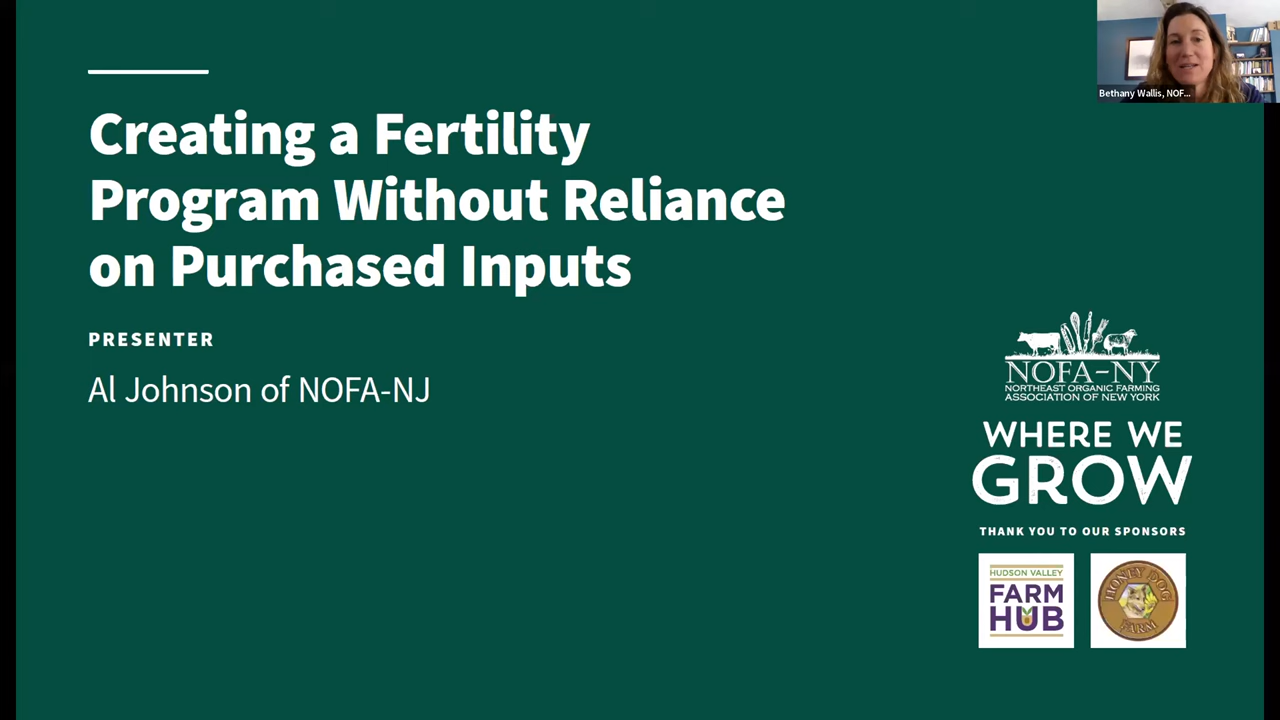 Bethany Wallis, NOF...
Creating a Fertility
Program Without Reliance
on Purchased Inputs
PRESENTER
Al Johnson of NOFA-NJ
NOFA-NY
NORTHEAST ORGANIC FARMING
ASSOCIATION OF NEW YORK
WHERE WE
GROW
THANK YOU TO OUR SPONSORS
HUDSON VALLEY
FARM
HUB
HONEY DOG
FARM